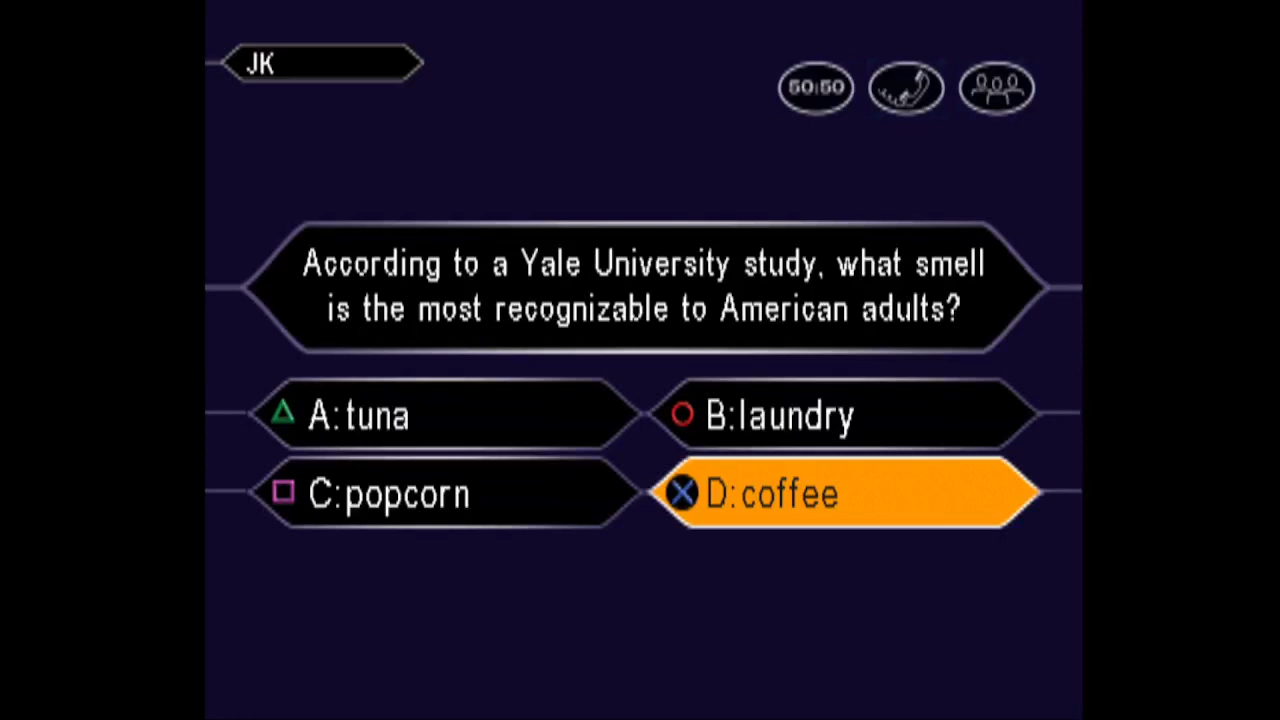 JK
50:50
According to a Yale University study, what smell
is the most recognizable to American adults?
A:tuna
B:laundry
C:popcorn
D:coffee